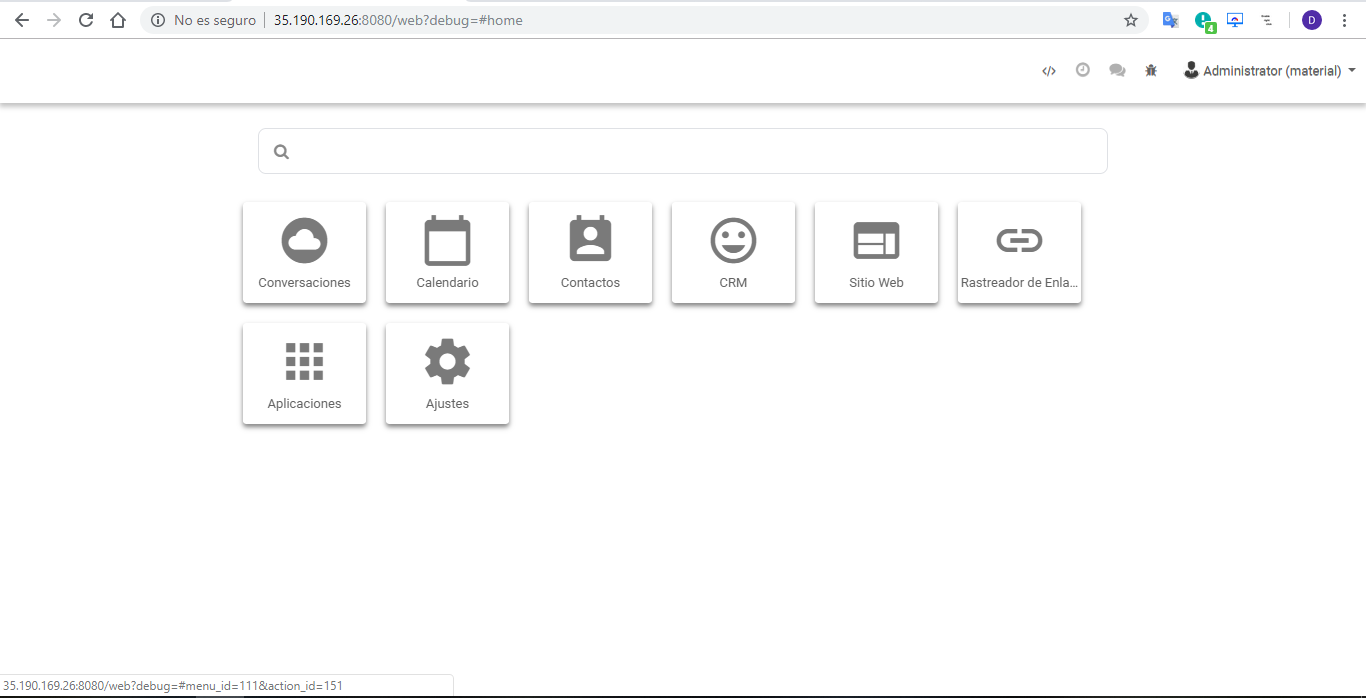 No es seguro | 35.190.169.26:8080/web?debug=#home
4
D
</> Administrator (material)
Conversaciones
Calendario
Contactos
CRM
Sitio Web
Rastreador de Enla...
Aplicaciones
Ajustes
35.190.169.26:8080/web?debug=#menu_id=111&action_id=151